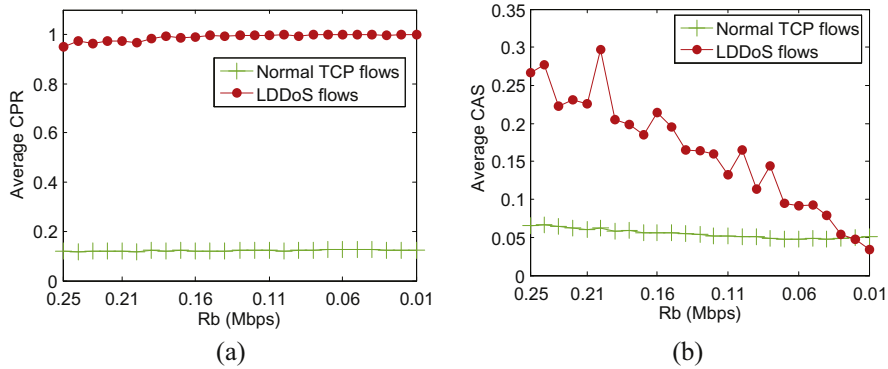 1
0.8
0.6
0.4
0.2
0
Average CPR
Normal TCP flows
LDDoS flows
0.25
0.21
0.16
0.11
0.06
0.01
Rb (Mbps)
(a)
0.35
0.3
0.25
0.2
0.15
0.1
0.05
0
Average CAS
Normal TCP flows
LDDoS flows
0.25
0.21
0.16
0.11
0.06
0.01
Rb (Mbps)
(b)